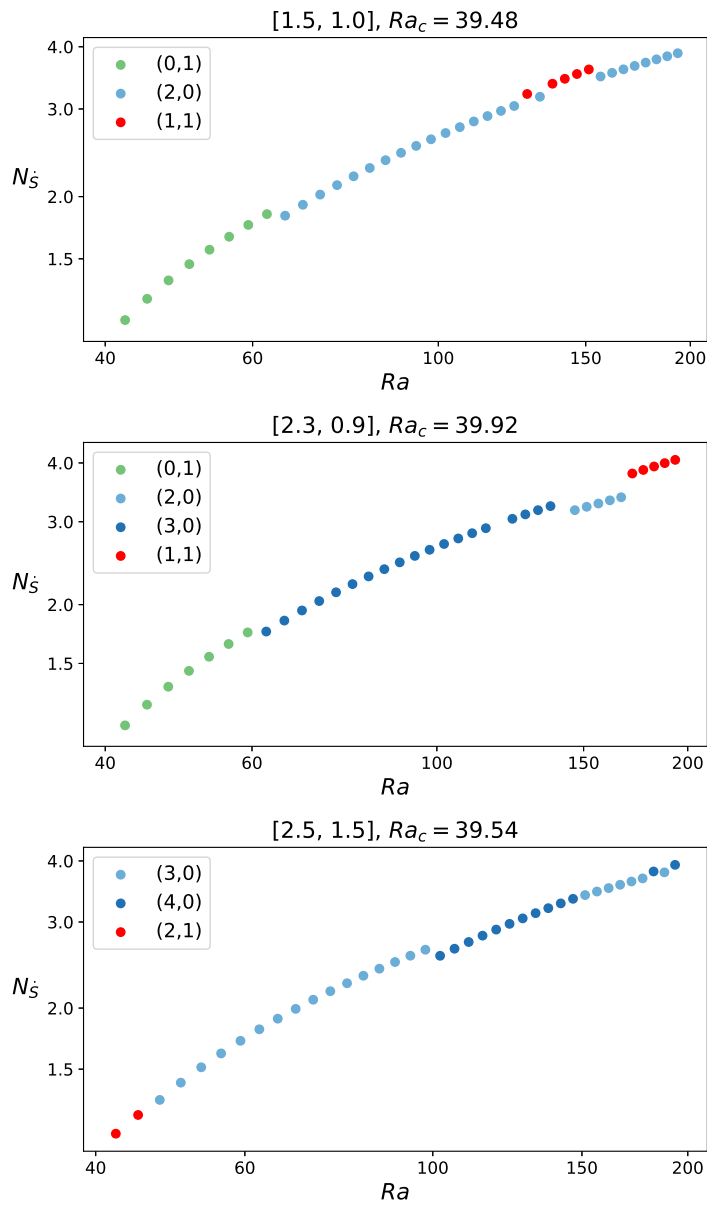 [1.5, 1.0], Ra_c = 39.48
4.0
3.0
2.0
1.5
N_Ṡ
(0,1)
(2,0)
(1,1)
40 60 100 150 200
Ra
[2.3, 0.9], Ra_c = 39.92
4.0
3.0
2.0
1.5
N_Ṡ
(0,1)
(2,0)
(3,0)
(1,1)
40 60 100 150 200
Ra
[2.5, 1.5], Ra_c = 39.54
4.0
3.0
2.0
1.5
N_Ṡ
(3,0)
(4,0)
(2,1)
40 60 100 150 200
Ra